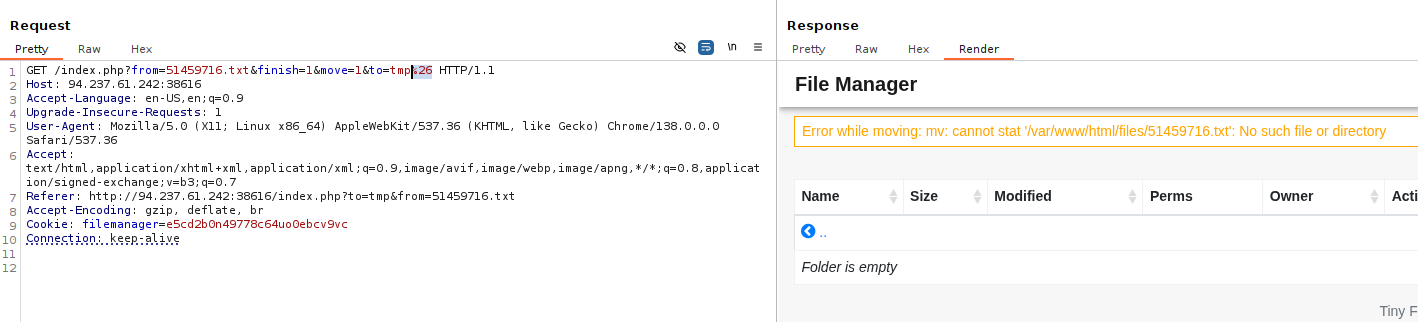 Request
Pretty Raw Hex \n
1 GET /index.php?from=51459716.txt&finish=1&move=1&to=tmp%26 HTTP/1.1
2 Host: 94.237.61.242:38616
3 Accept-Language: en-US,en;q=0.9
4 Upgrade-Insecure-Requests: 1
5 User-Agent: Mozilla/5.0 (X11; Linux x86_64) AppleWebKit/537.36 (KHTML, like Gecko) Chrome/138.0.0.0
Safari/537.36
6 Accept:
text/html,application/xhtml+xml,application/xml;q=0.9,image/avif,image/webp,image/apng,*/*;q=0.8,applicat
ion/signed-exchange;v=b3;q=0.7
7 Referer: http://94.237.61.242:38616/index.php?to=tmp&from=51459716.txt
8 Accept-Encoding: gzip, deflate, br
9 Cookie: filemanager=e5cd2b0n49778c64uo0ebcv9vc
10 Connection: keep-alive
11
12
Response
Pretty Raw Hex Render
File Manager
Error while moving: mv: cannot stat '/var/www/html/files/51459716.txt': No such file or directory
Name Size Modified Perms Owner Acti
..
Folder is empty
Tiny F